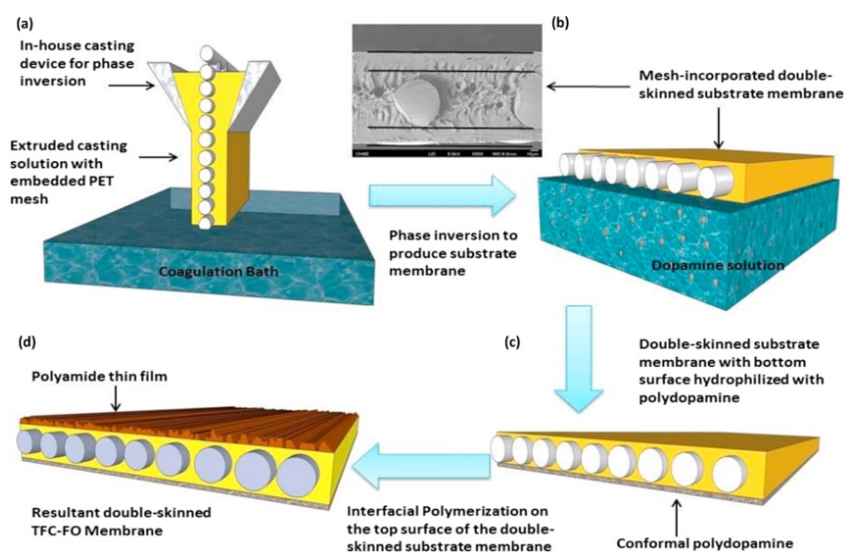 (a)
In-house casting
device for phase
inversion
Extruded casting
solution with
embedded PET
mesh
Coagulation Bath
Phase inversion to
produce substrate
membrane
(b)
Mesh-incorporated double-
skinned substrate
membrane
Dopamine solution
(c)
Double-skinned substrate
membrane with bottom
surface hydrophilized with
polydopamine
Conformal polydopamine
Interfacial Polymerization on
the top surface of the double-
skinned substrate membrane
(d)
Polyamide thin film
Resultant double-skinned
TFC-FO Membrane